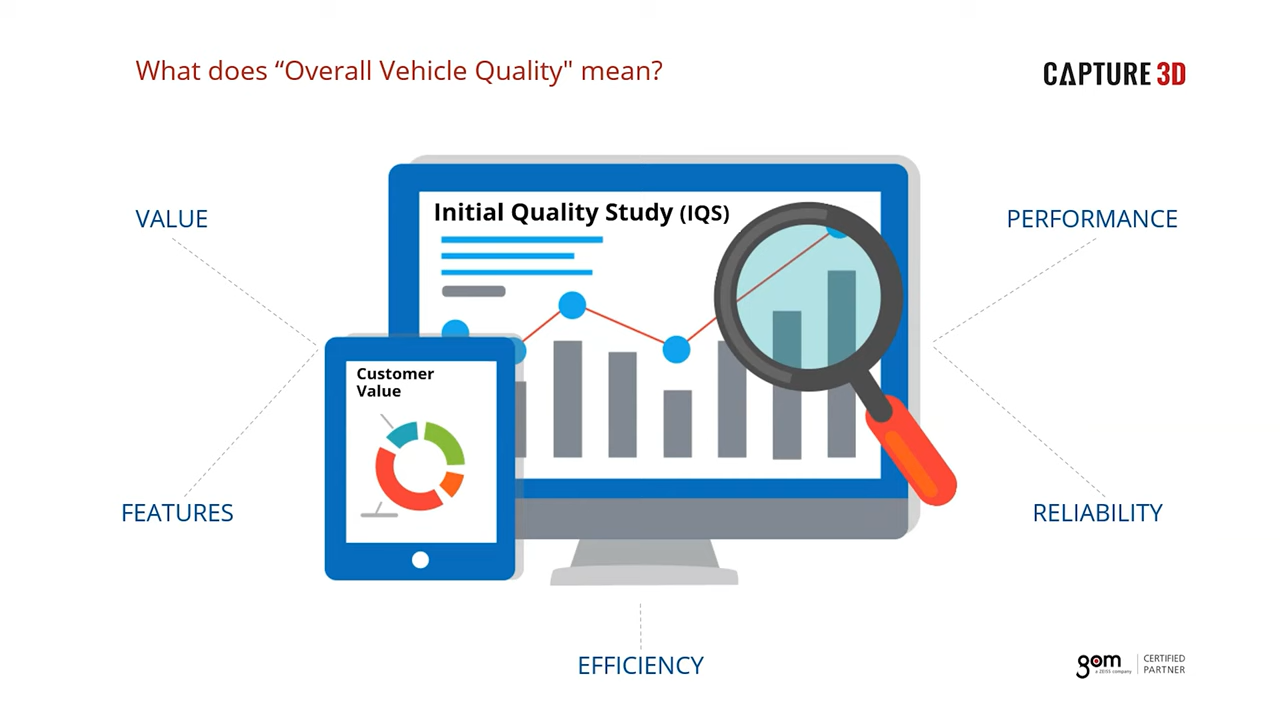 What does “Overall Vehicle Quality" mean?
CAPTURE 3D
VALUE
PERFORMANCE
Initial Quality Study (IQS)
Customer
Value
FEATURES
RELIABILITY
EFFICIENCY
gom
a ZEISS company
CERTIFIED
PARTNER